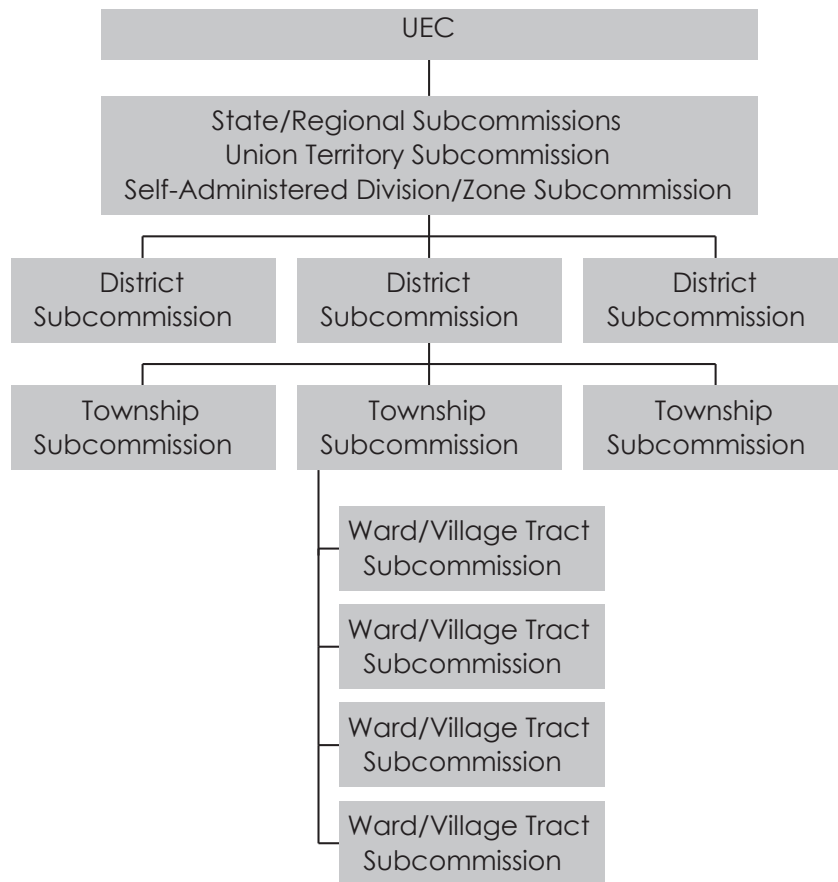 UEC
State/Regional Subcommissions
Union Territory Subcommission
Self-Administered Division/Zone Subcommission
District
Subcommission
District
Subcommission
District
Subcommission
Township
Subcommission
Township
Subcommission
Township
Subcommission
Ward/Village Tract
Subcommission
Ward/Village Tract
Subcommission
Ward/Village Tract
Subcommission
Ward/Village Tract
Subcommission